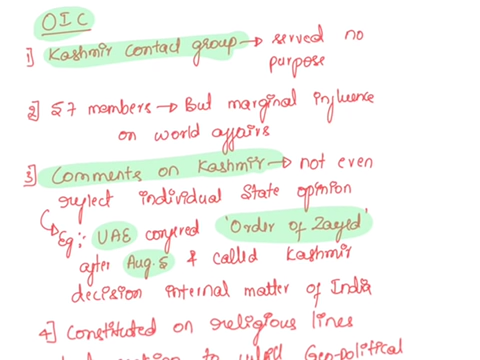 OIC
1] Kashmir Contact group → served no
purpose
2] 57 members → But marginal influence
on world affairs
3] Comments on Kashmir → not even
reflect individual State opinion
Eg:- UAE conferred 'Order of Zayed'
after Aug. 5 & called Kashmir
decision internal matter of India
4] Constituted on religious lines
Geo-political